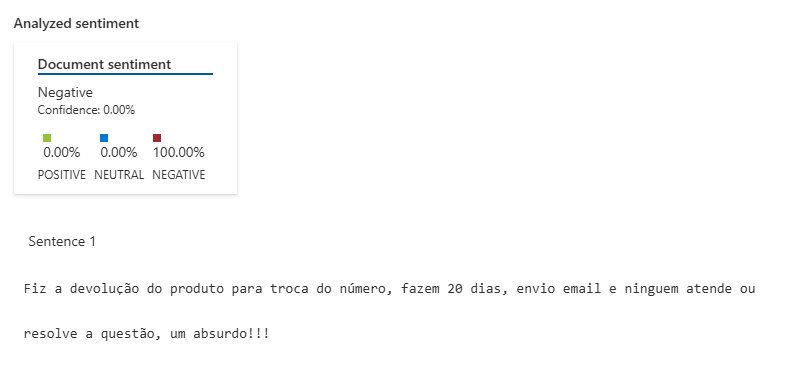 Analyzed sentiment
Document sentiment
Negative
Confidence: 0.00%
0.00% 0.00% 100.00%
POSITIVE NEUTRAL NEGATIVE
Sentence 1
Fiz a devolução do produto para troca do número, fazem 20 dias, envio email e ninguem atende ou
resolve a questão, um absurdo!!!